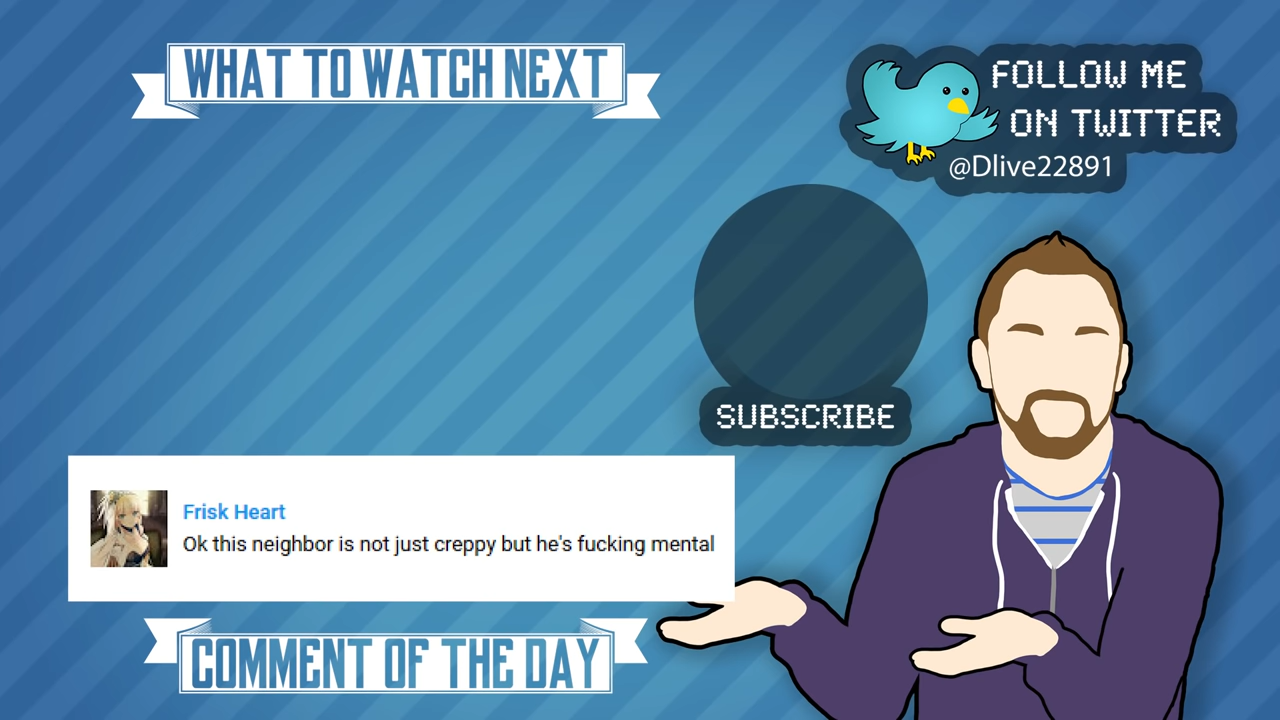 WHAT TO WATCH NEXT
FOLLOW ME
ON TWITTER
@Dlive22891
SUBSCRIBE
Frisk Heart
Ok this neighbor is not just creppy but he's fucking mental
COMMENT OF THE DAY